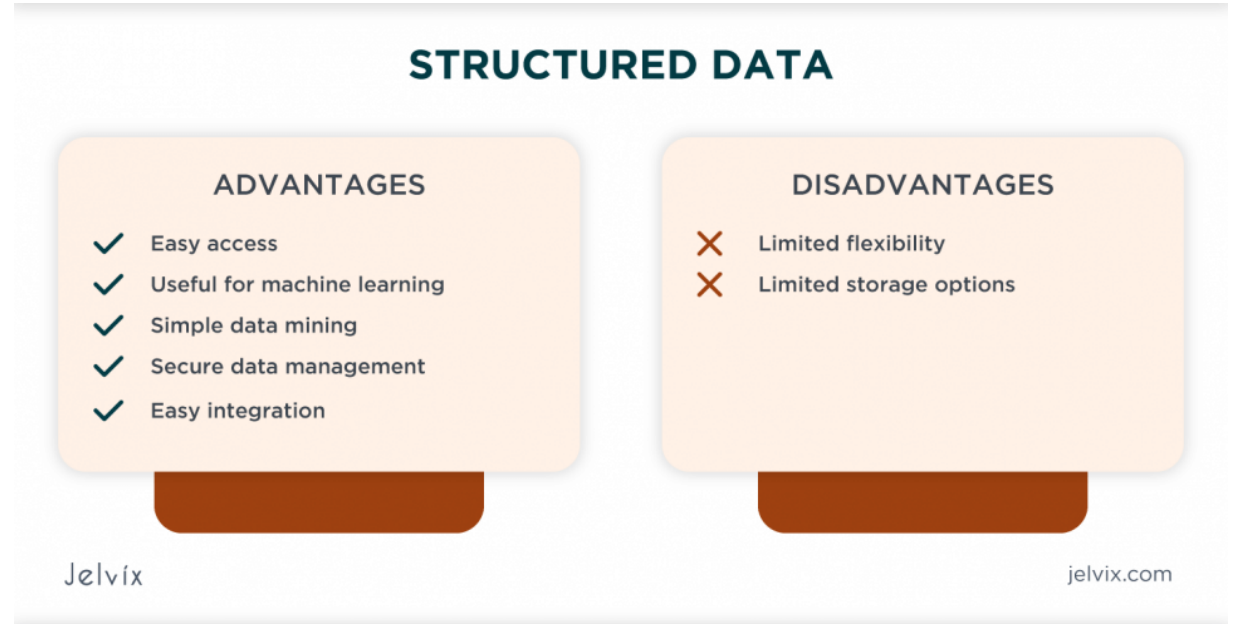 STRUCTURED DATA
ADVANTAGES
Easy access
Useful for machine learning
Simple data mining
Secure data management
Easy integration
DISADVANTAGES
Limited flexibility
Limited storage options
Jelvix
jelvix.com